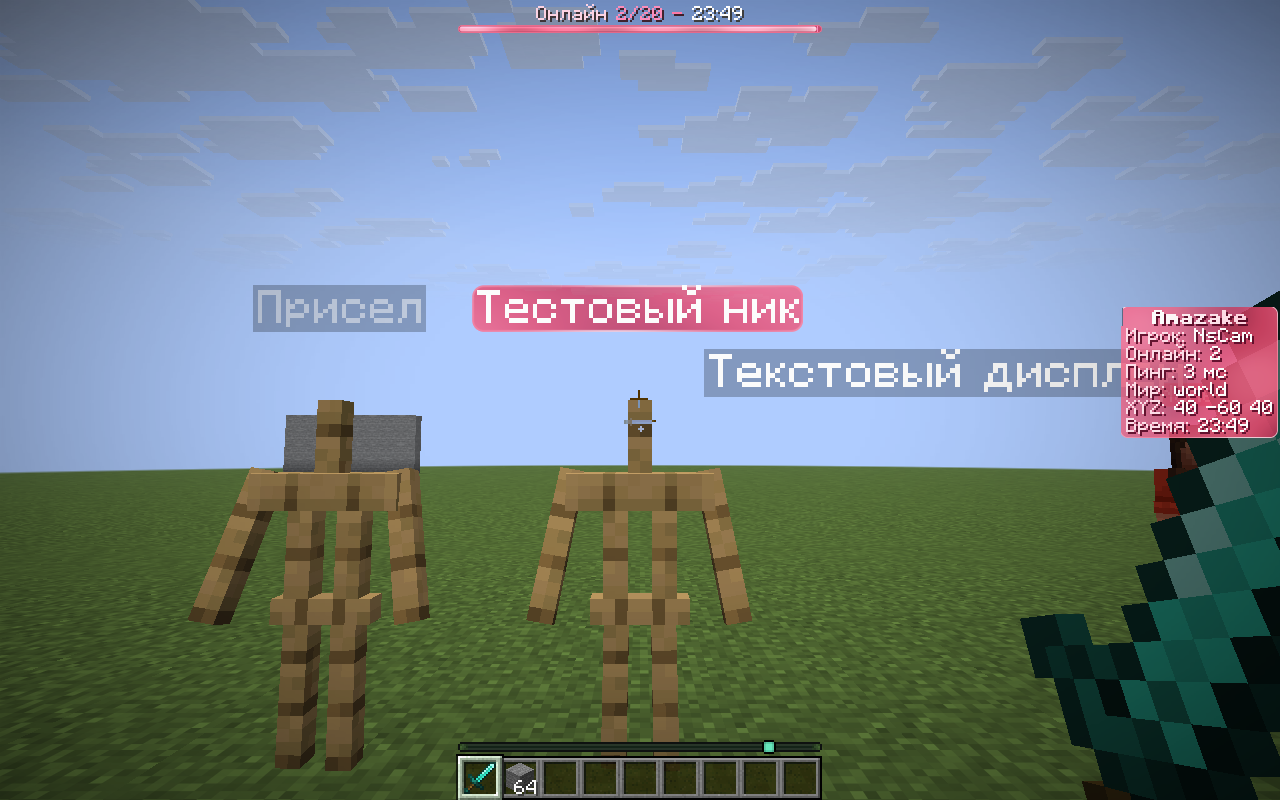 Онлайн 2/20 - 23:49
Присел
Тестовый ник
Текстовый диспл
Amazake
Игрок: NsCam
Онлайн: 2
Пинг: 3 мс
Мир: world
XYZ: 40 -60 40
Время: 23:49
64